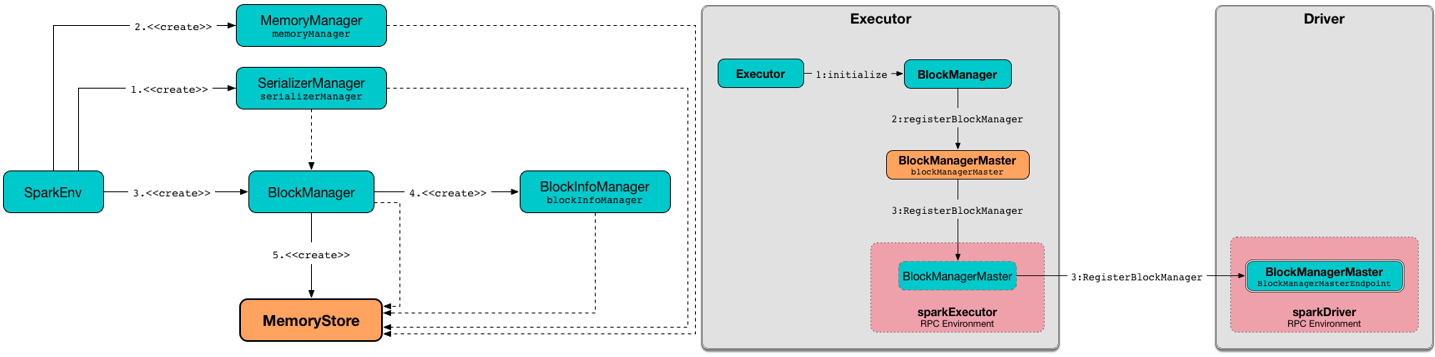 MemoryManager
memoryManager
2.<<create>>
SerializerManager
serializerManager
1.<<create>>
SparkEnv
3.<<create>>
BlockManager
4.<<create>>
BlockInfoManager
blockInfoManager
5.<<create>>
MemoryStore
Executor
Executor
1:initialize
BlockManager
2:registerBlockManager
BlockManagerMaster
blockManagerMaster
3:RegisterBlockManager
BlockManagerMaster
sparkExecutor
RPC Environment
3:RegisterBlockManager
Driver
BlockManagerMaster
BlockManagerMasterEndpoint
sparkDriver
RPC Environment